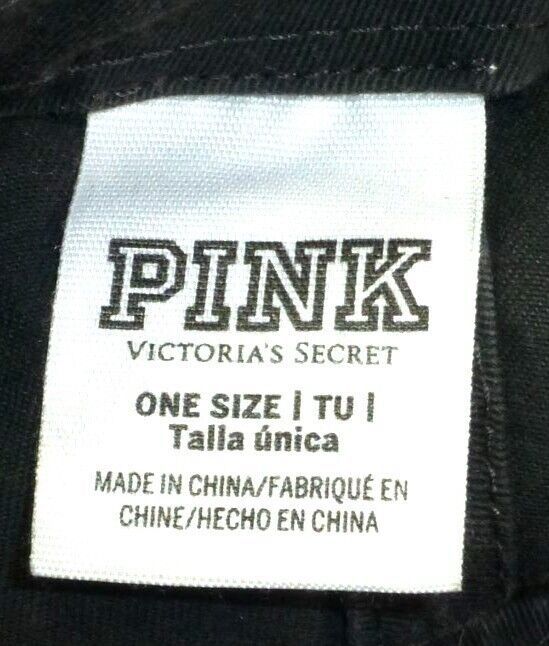 PINK
VICTORIA'S SECRET
ONE SIZE | TU |
Talla única
MADE IN CHINA/FABRIQUÉ EN
CHINE/HECHO EN CHINA